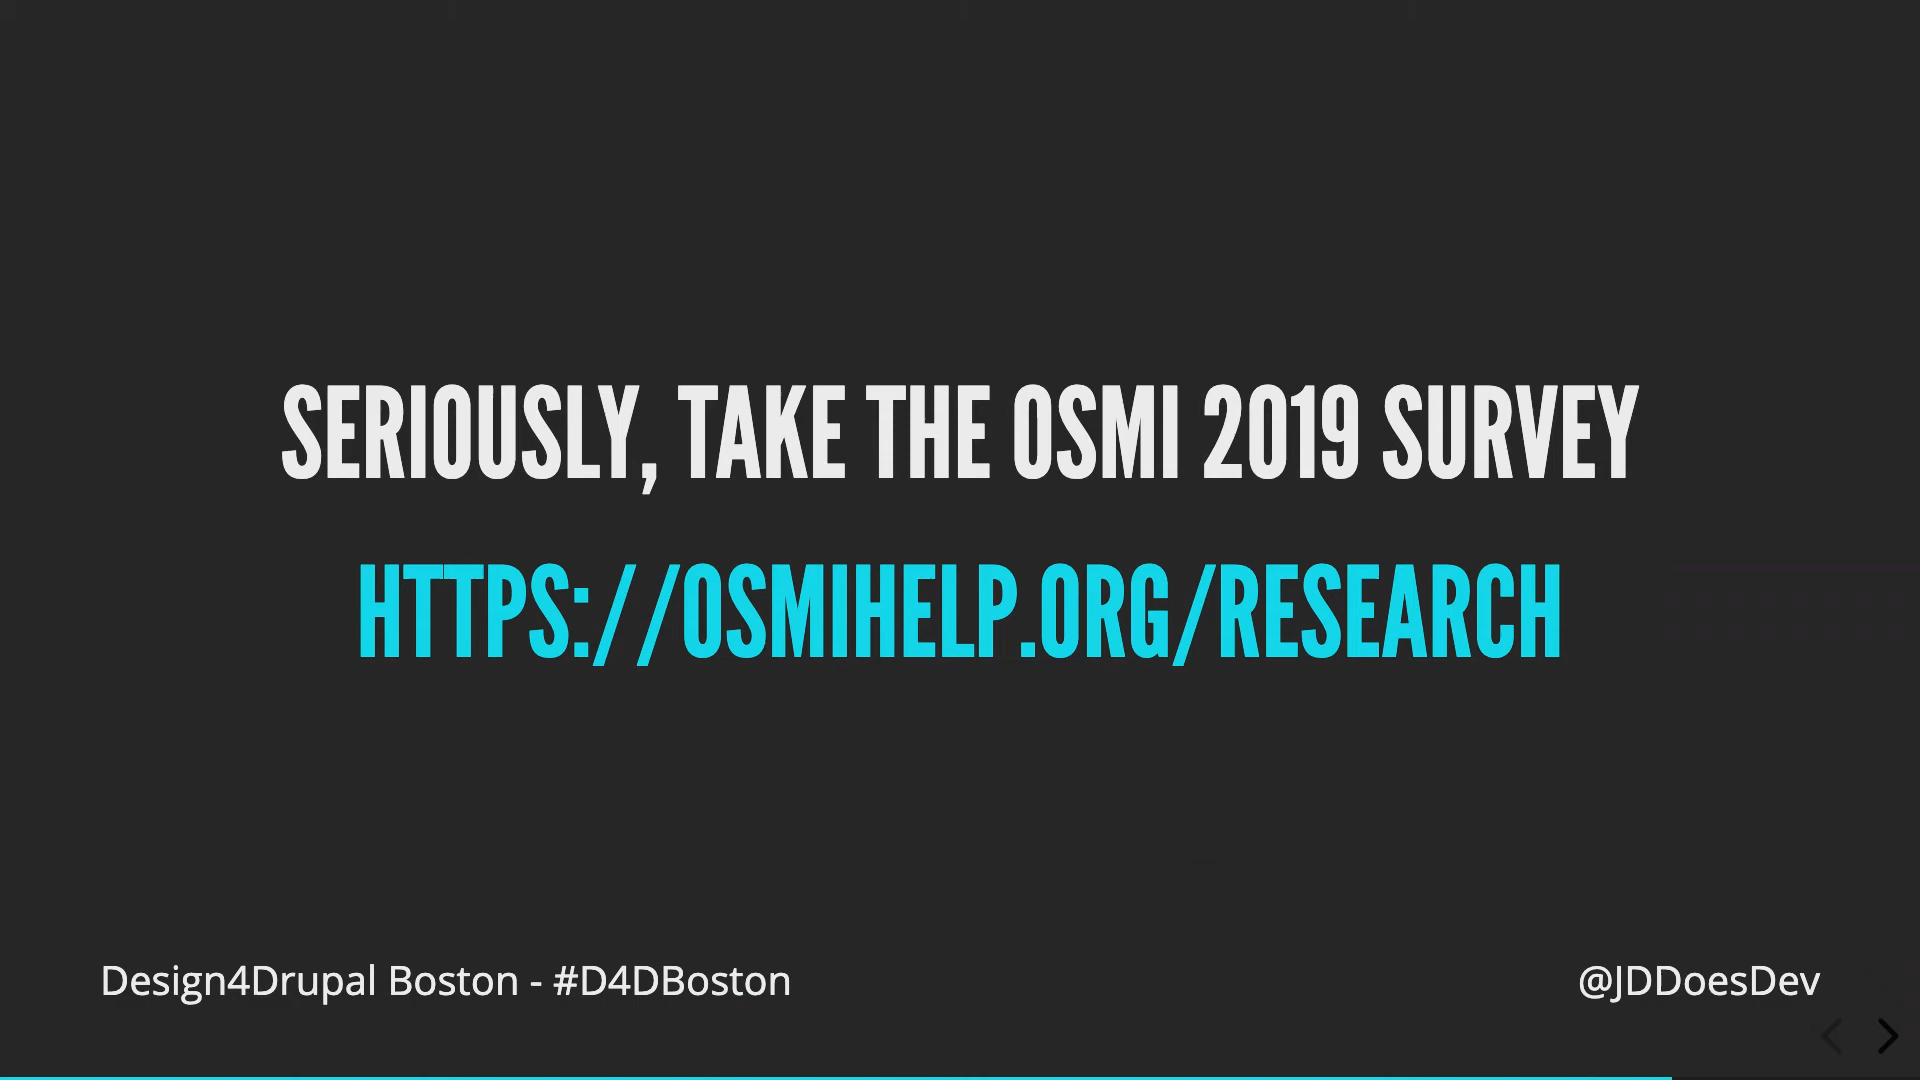 SERIOUSLY, TAKE THE OSMI 2019 SURVEY
HTTPS://OSMIHELP.ORG/RESEARCH
Design4Drupal Boston - #D4DBoston
@JDDoesDev